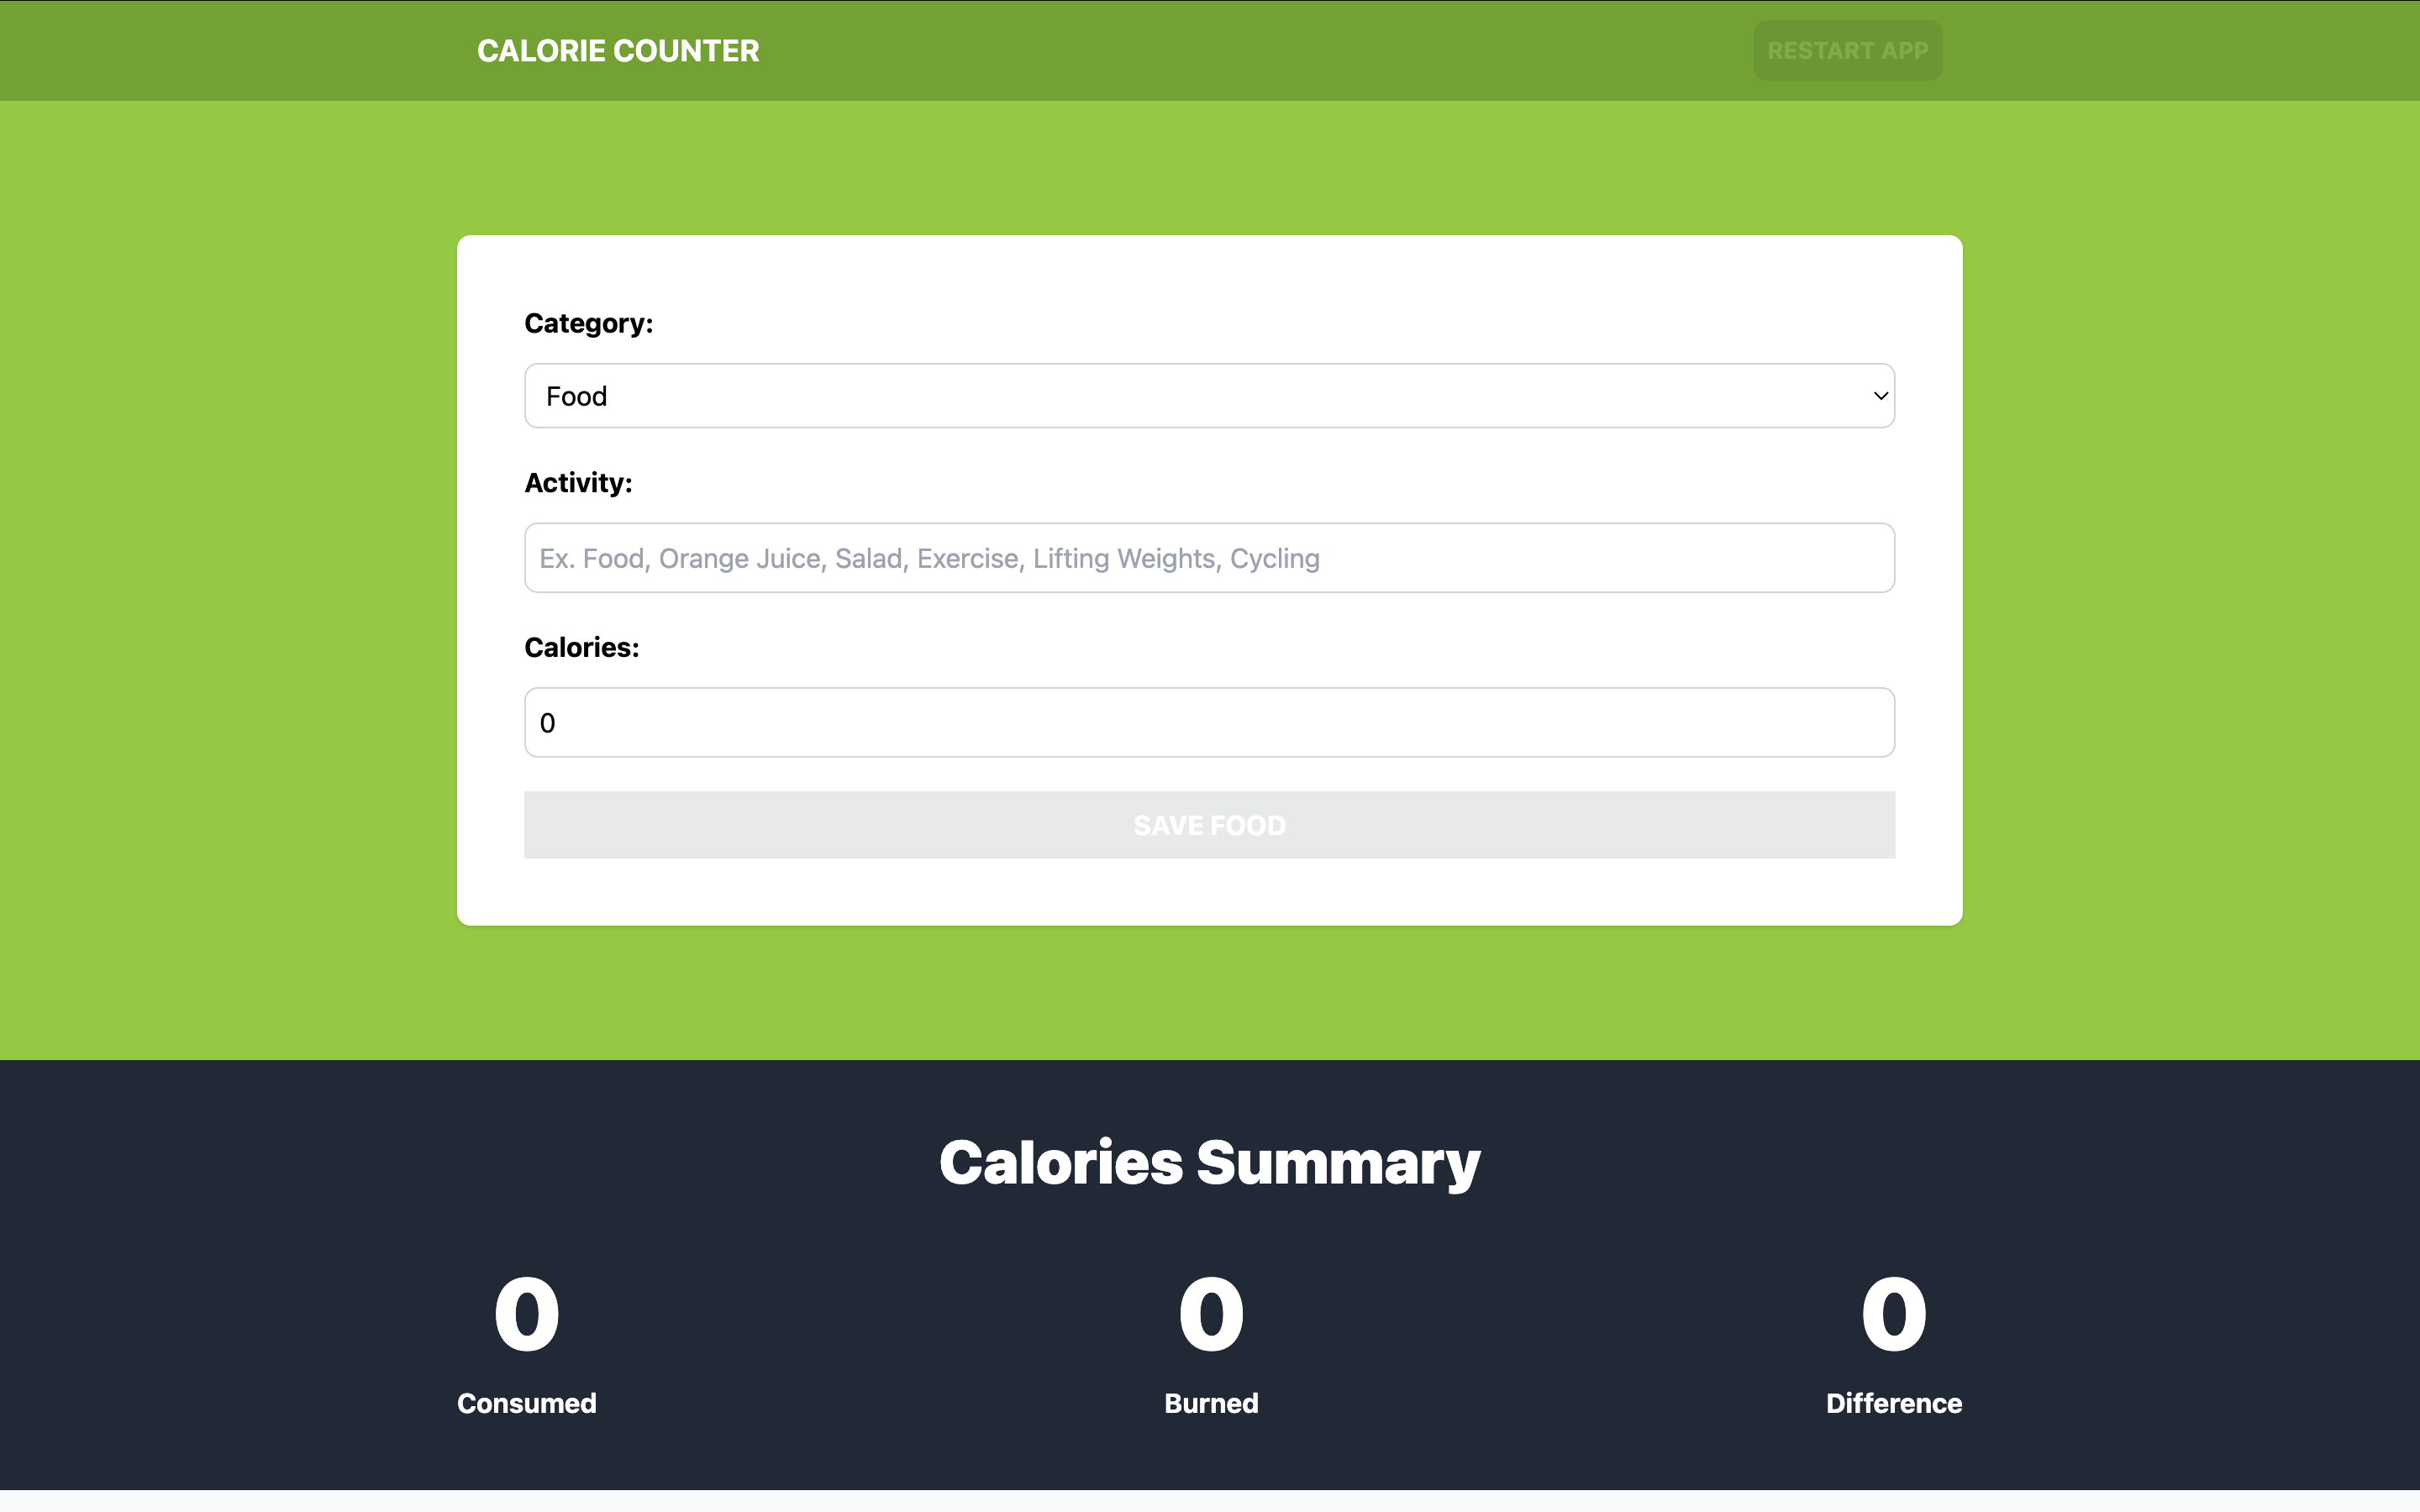 CALORIE COUNTER
RESTART APP
Category:
Food
Activity:
Ex. Food, Orange Juice, Salad, Exercise, Lifting Weights, Cycling
Calories:
0
SAVE FOOD
Calories Summary
0 0 0
Consumed Burned Difference